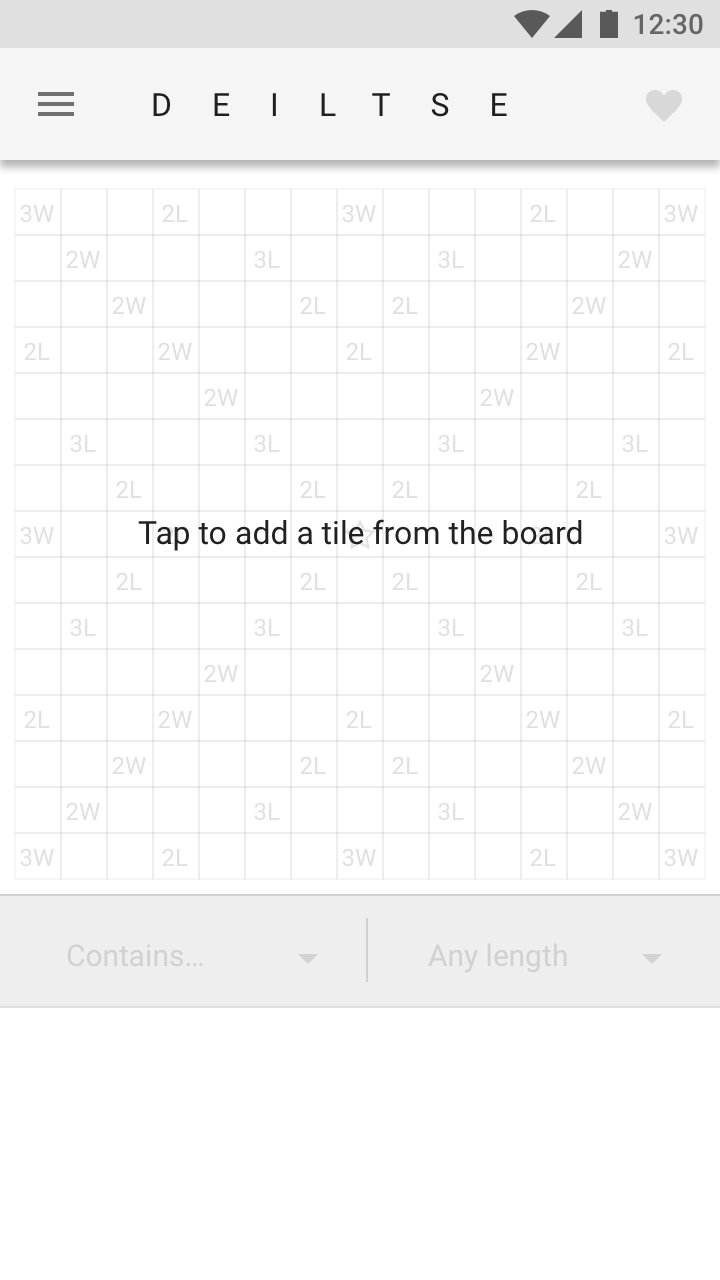 12:30
D E I L T S E
3W 2L 3W 2L 3W
2W 3L 3L 2W
2W 2L 2L 2W
2L 2W 2L 2W 2L
2W 2W
3L 3L 3L 3L
2L 2L 2L 2L
3W 3W
Tap to add a tile from the board
2L 2L 2L 2L
3L 3L 3L 3L
2W 2W
2L 2W 2L 2W 2L
2W 2L 2L 2W
2W 3L 3L 2W
3W 2L 3W 2L 3W
Contains... Any length